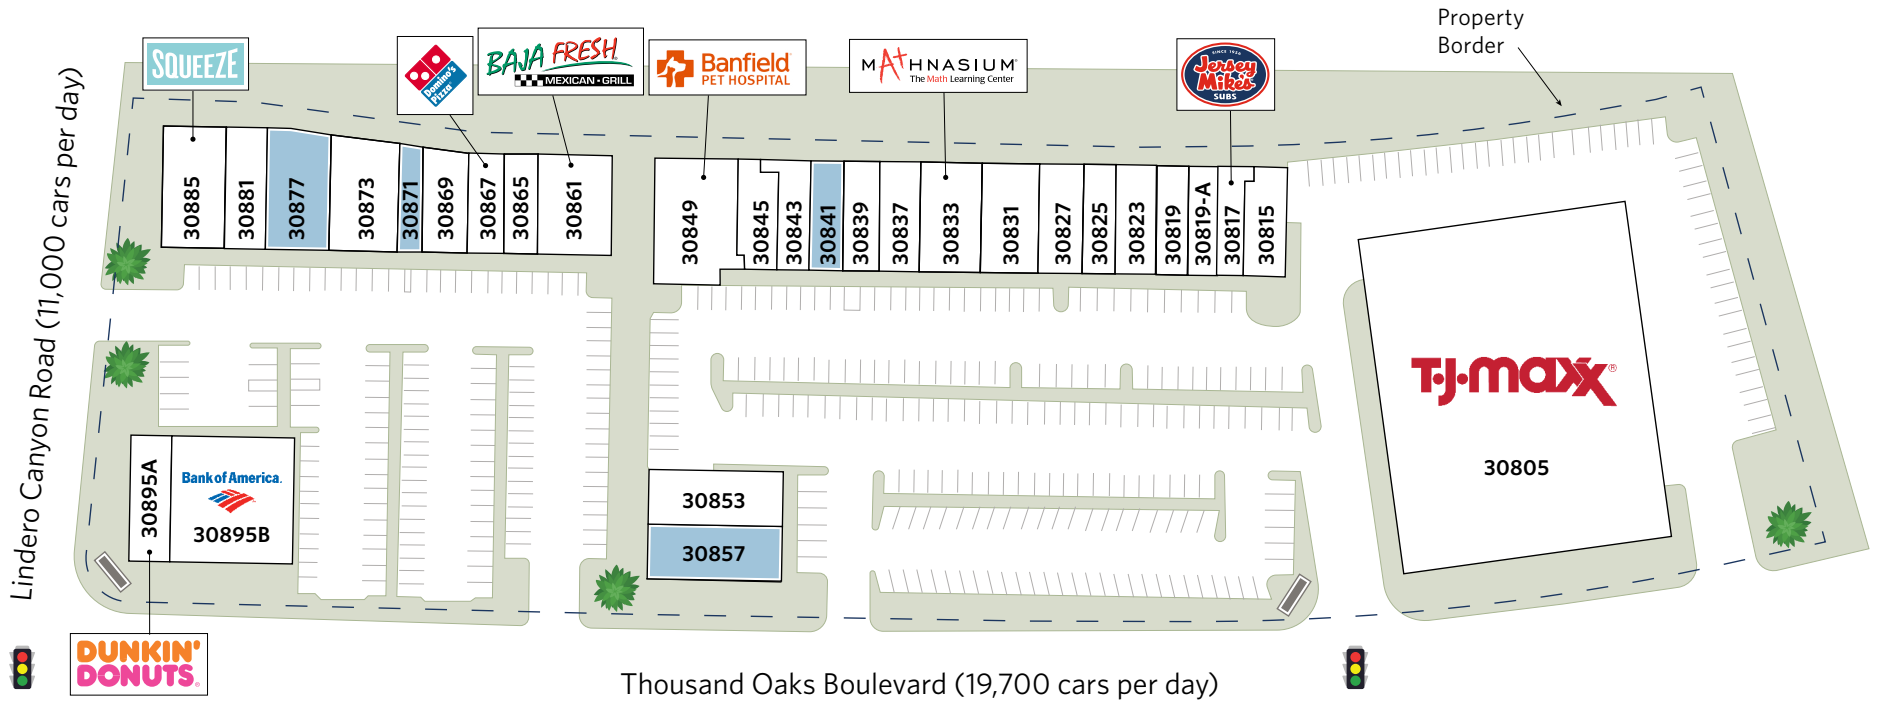 Property
Border
SQUEEZE
Domino's
Pizza
BAJA FRESH
MEXICAN • GRILL
Banfield
PET HOSPITAL
MATHNASIUM®
The Math Learning Center
SINCE 1956
Jersey
Mike's
SUBS
30885
30881
30877
30873
30871
30869
30867
30865
30861
30849
30845
30843
30841
30839
30837
30833
30831
30827
30825
30823
30819
30819-A
30817
30815
Lindero Canyon Road (11,000 cars per day)
T•J•maxx®
30805
30895A
Bank of America.
30895B
30853
30857
DUNKIN'
DONUTS®
Thousand Oaks Boulevard (19,700 cars per day)